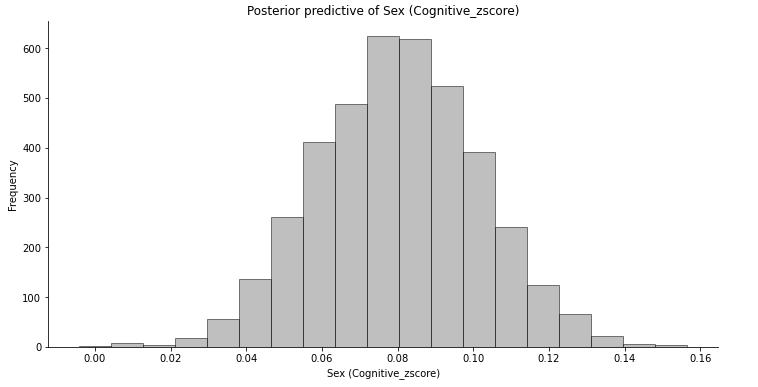 Posterior predictive of Sex (Cognitive_zscore)
600
500
400
300
200
100
0
Frequency
0.00 0.02 0.04 0.06 0.08 0.10 0.12 0.14 0.16
Sex (Cognitive_zscore)